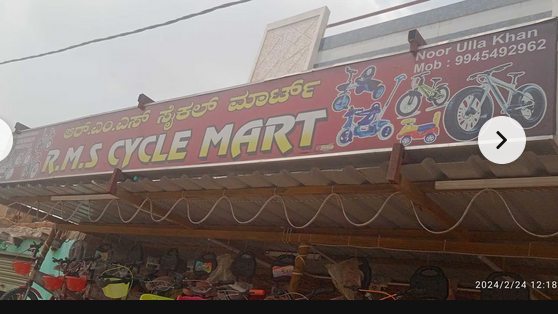 Noor Ulla Khan
Mob : 9945492962
ಆರ್.ಎಂ.ಎಸ್ ಸೈಕಲ್ ಮಾರ್ಟ್
R.M.S CYCLE MART
2024/2/24 12:18